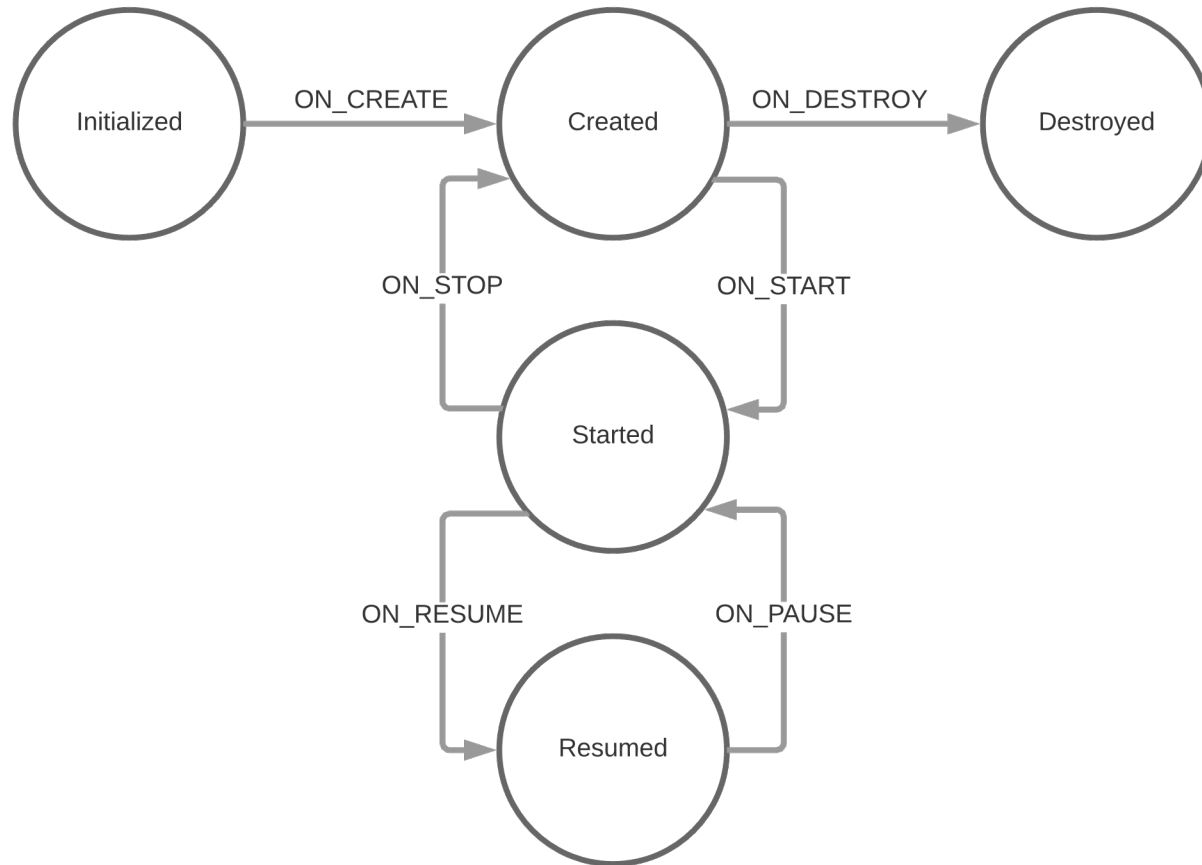 ON_CREATE
ON_DESTROY
Initialized
Created
Destroyed
ON_STOP
ON_START
Started
ON_RESUME
ON_PAUSE
Resumed